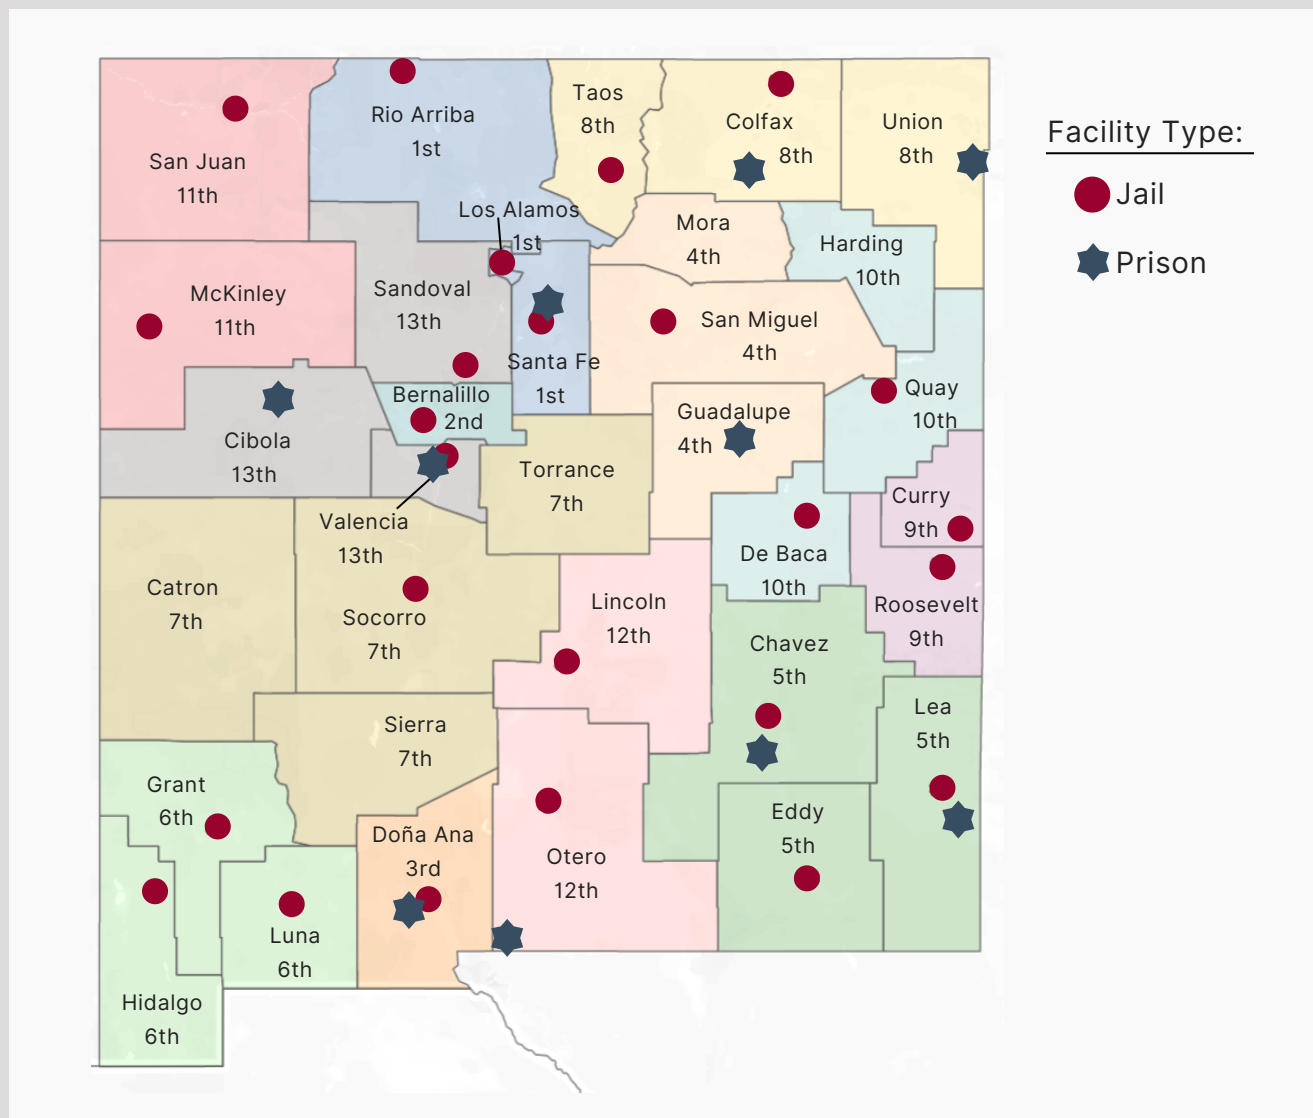 Facility Type:
Jail
Prison
San Juan
11th
Rio Arriba
1st
Taos
8th
Colfax
8th
Union
8th
Los Alamos
1st
Mora
4th
Harding
10th
McKinley
11th
Sandoval
13th
Santa Fe
1st
San Miguel
4th
Quay
10th
Bernalillo
2nd
Guadalupe
4th
Cibola
13th
Torrance
7th
Curry
9th
Valencia
13th
De Baca
10th
Catron
7th
Socorro
7th
Lincoln
12th
Roosevelt
9th
Chavez
5th
Lea
5th
Sierra
7th
Grant
6th
Doña Ana
3rd
Otero
12th
Eddy
5th
Luna
6th
Hidalgo
6th